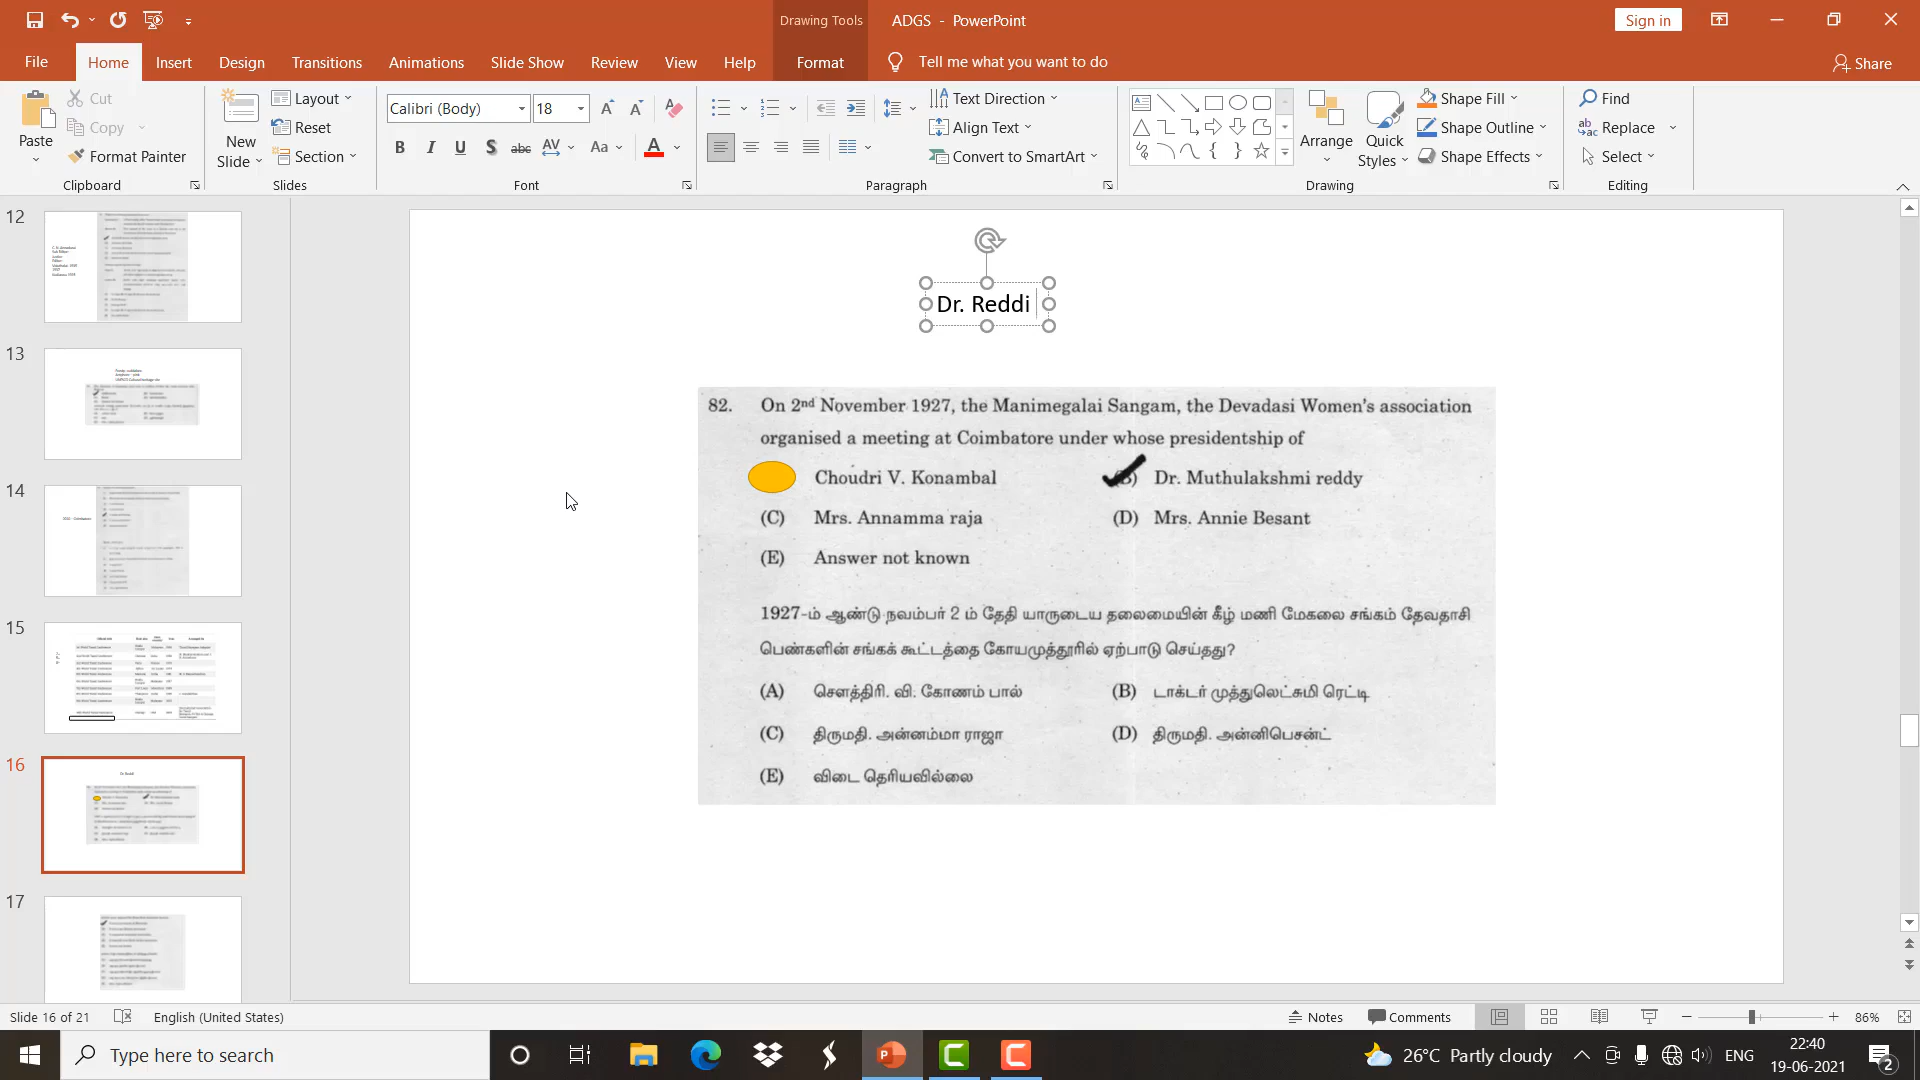 Drawing Tools
ADGS - PowerPoint
Sign in
File
Home
Insert
Design
Transitions
Animations
Slide Show
Review
View
Help
Format
Tell me what you want to do
Share
Paste
Cut
Copy
Format Painter
Clipboard
New
Slide
Layout
Reset
Section
Slides
Calibri (Body)
18
B I U S abc AV Aa A
Font
Text Direction
Align Text
Convert to SmartArt
Paragraph
Arrange
Quick
Styles
Shape Fill
Shape Outline
Shape Effects
Drawing
Find
Replace
Select
Editing
12
13
14
15
16
17
Dr. Reddi
82. On 2nd November 1927, the Manimegalai Sangam, the Devadasi Women's association
organised a meeting at Coimbatore under whose presidentship of
Choudri V. Konambal
(B) Dr. Muthulakshmi reddy
(C) Mrs. Annamma raja
(D) Mrs. Annie Besant
(E) Answer not known
1927-ம் ஆண்டு நவம்பர் 2 ம் தேதி யாருடைய தலைமையின் கீழ் மணி மேகலை சங்கம் தேவதாசி
பெண்களின் சங்கக் கூட்டத்தை கோயமுத்தூரில் ஏற்பாடு செய்தது?
(A) சௌத்திரி. வி. கோணம் பால்
(B) டாக்டர் முத்துலெட்சுமி ரெட்டி
(C) திருமதி. அன்னம்மா ராஜா
(D) திருமதி. அன்னிபெசன்ட்
(E) விடை தெரியவில்லை
Slide 16 of 21
English (United States)
Notes
Comments
86%
Type here to search
26°C Partly cloudy
ENG
22:40
19-06-2021
2